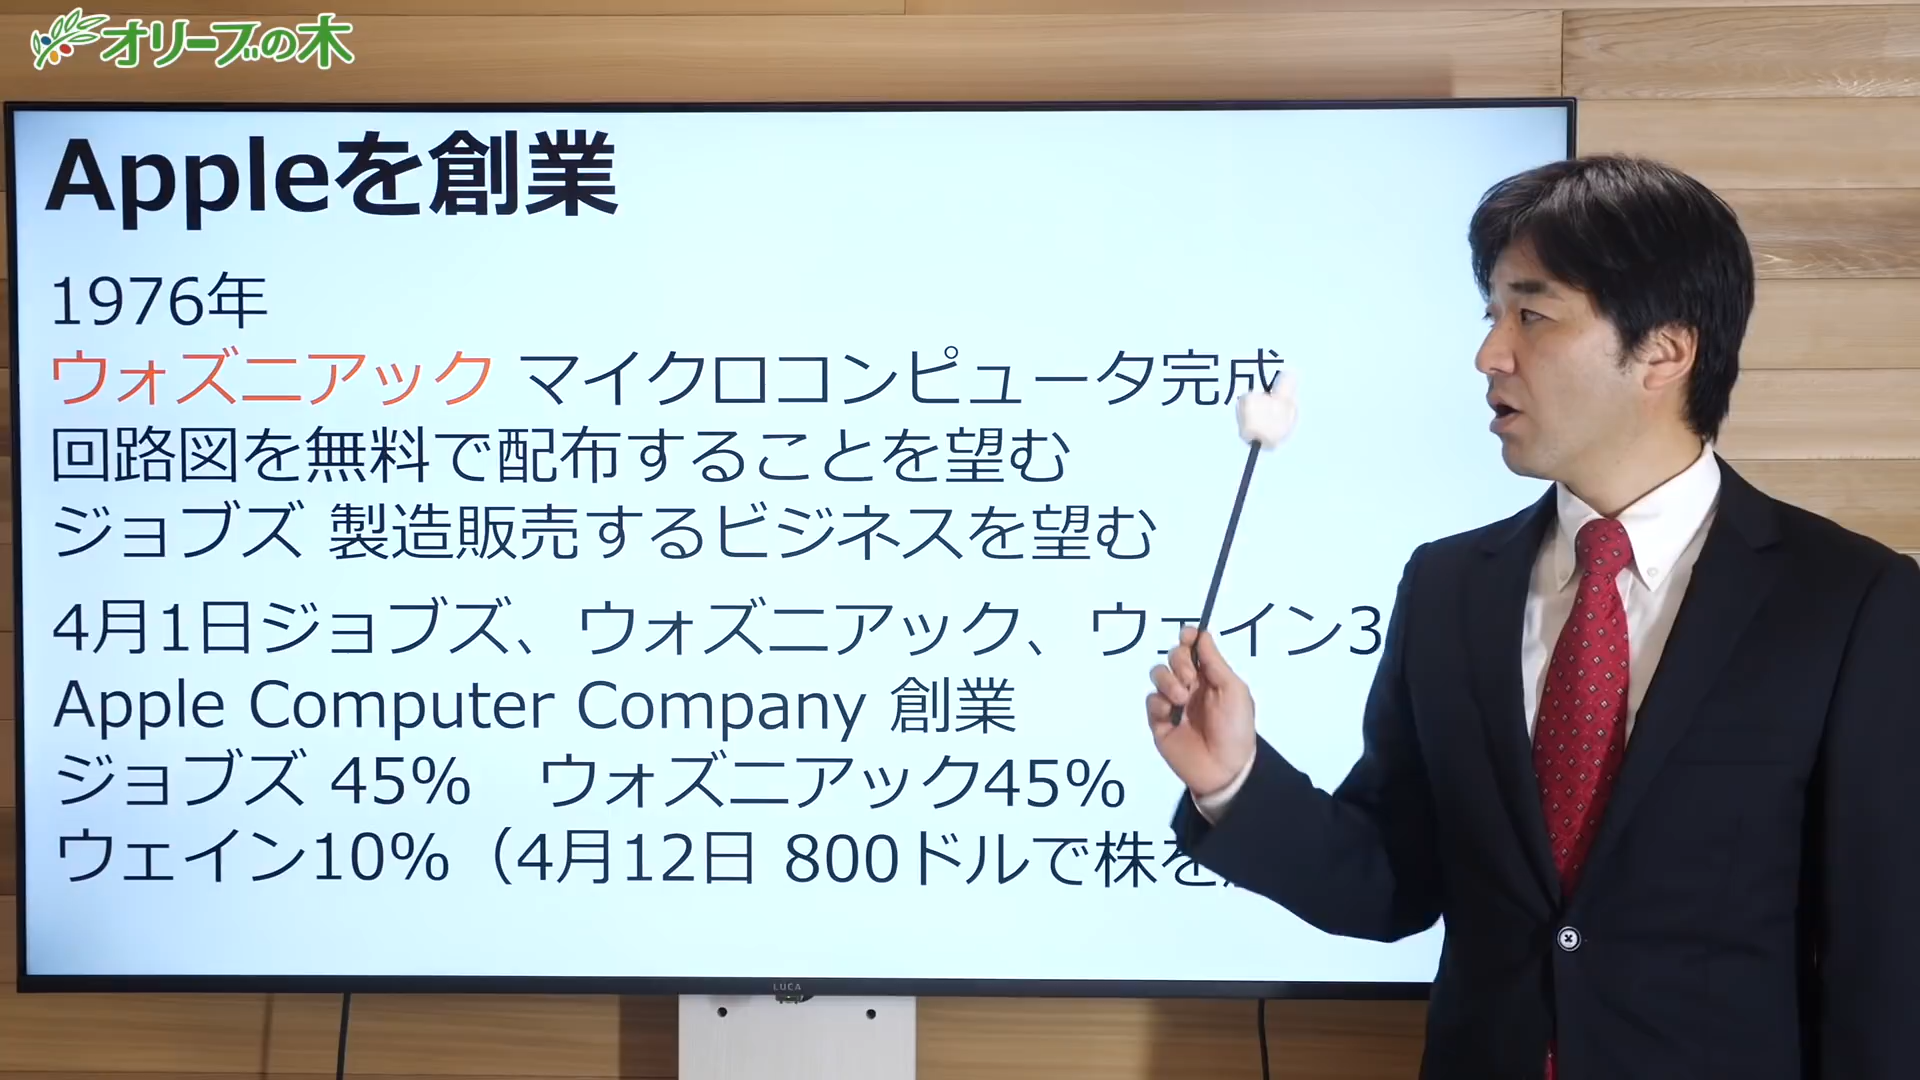 オリーブの木
Appleを創業
1976年
ウォズニアック マイクロコンピュータ完成
回路図を無料で配布することを望む
ジョブズ 製造販売するビジネスを望む
4月1日ジョブズ、ウォズニアック、ウェイン3
Apple Computer Company 創業
ジョブズ 45%　ウォズニアック45%
ウェイン10%（4月12日 800ドルで株を
LUCA